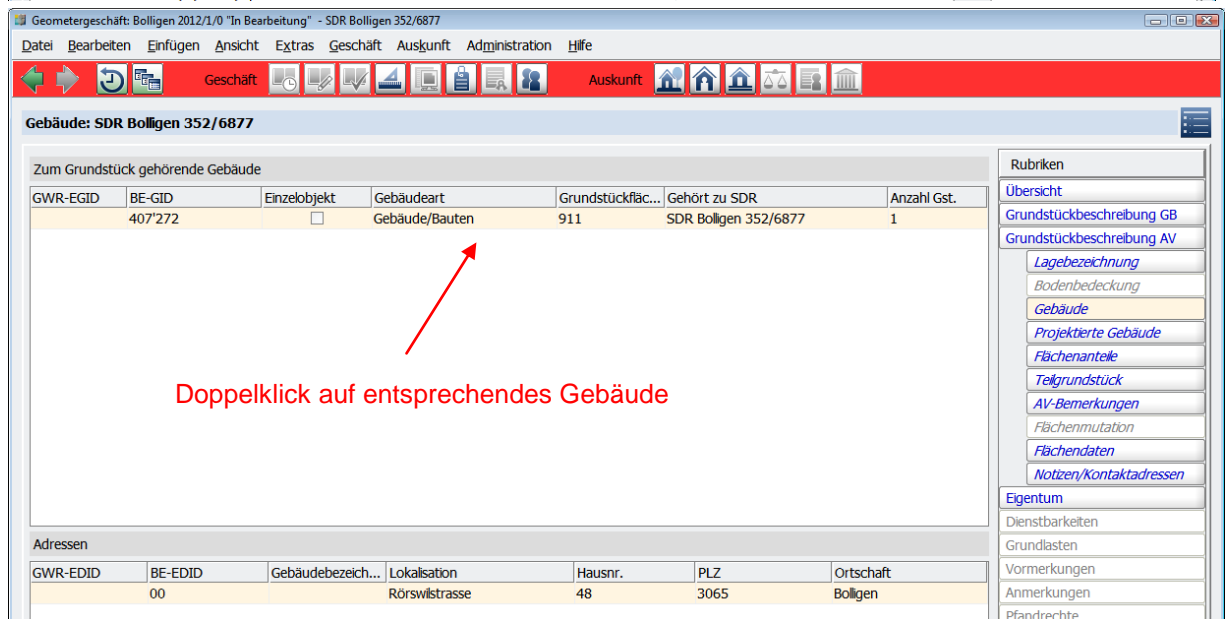 Geometergeschäft: Bolligen 2012/1/0 "In Bearbeitung" - SDR Bolligen 352/6877
Datei Bearbeiten Einfügen Ansicht Extras Geschäft Auskunft Administration Hilfe
Geschäft Auskunft
Gebäude: SDR Bolligen 352/6877
Zum Grundstück gehörende Gebäude
GWR-EGID BE-GID Einzelobjekt Gebäudeart Grundstückfläc... Gehört zu SDR Anzahl Gst.
407'272 Gebäude/Bauten 911 SDR Bolligen 352/6877 1
Doppelklick auf entsprechendes Gebäude
Adressen
GWR-EDID BE-EDID Gebäudebezeich... Lokalisation Hausnr. PLZ Ortschaft
00 Rörswilstrasse 48 3065 Bolligen
Rubriken
Übersicht
Grundstückbeschreibung GB
Grundstückbeschreibung AV
Lagebezeichnung
Bodenbedeckung
Gebäude
Projektierte Gebäude
Flächenanteile
Teilgrundstück
AV-Bemerkungen
Flächenmutation
Flächendaten
Notizen/Kontaktadressen
Eigentum
Dienstbarkeiten
Grundlasten
Vormerkungen
Anmerkungen
Pfandrechte